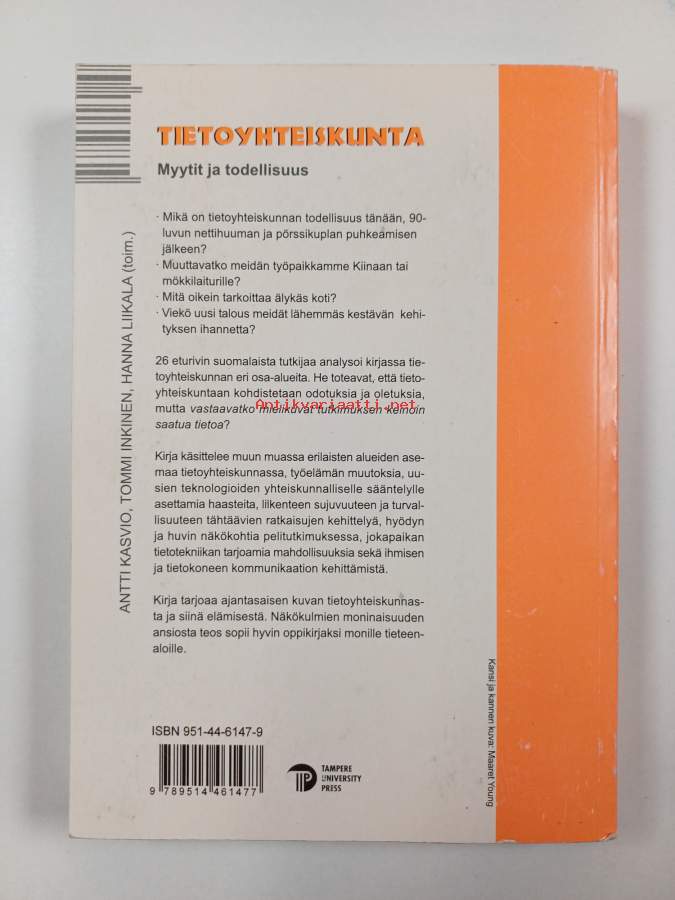 TIETOYHTEISKUNTA
Myytit ja todellisuus
ANTTI KASVIO, TOMMI INKINEN, HANNA LIIKALA (toim.)
· Mikä on tietoyhteiskunnan todellisuus tänään, 90-
luvun nettihuuman ja pörssikuplan puhkeamisen
jälkeen?
· Muuttavatko meidän työpaikkamme Kiinaan tai
mökkilaiturille?
· Mitä oikein tarkoittaa älykäs koti?
· Viekö uusi talous meidät lähemmäs kestävän kehi-
tyksen ihannetta?
26 eturivin suomalaista tutkijaa analysoi kirjassa tie-
toyhteiskunnan eri osa-alueita. He toteavat, että tieto-
yhteiskuntaan kohdistetaan odotuksia ja oletuksia,
mutta vastaavatko mielikuvat tutkimuksen keinoin
saatua tietoa?
Antikvariaatti.net
Kirja käsittelee muun muassa erilaisten alueiden ase-
maa tietoyhteiskunnassa, työelämän muutoksia, uu-
sien teknologioiden yhteiskunnalliselle sääntelylle
asettamia haasteita, liikenteen sujuvuuteen ja turval-
lisuuteen tähtäävien ratkaisujen kehittelyä, hyödyn
ja huvin näkökohtia pelitutkimuksessa, jokapaikan
tietotekniikan tarjoamia mahdollisuuksia sekä ihmisen
ja tietokoneen kommunikaation kehittämistä.
Kirja tarjoaa ajantasaisen kuvan tietoyhteiskunnas-
ta ja siinä elämisestä. Näkökulmien moninaisuuden
ansiosta teos sopii hyvin oppikirjaksi monille tieteen-
aloille.
Kansi ja kannen kuva: Maaret Young
ISBN 951-44-6147-9
9 789514 461477
TAMPERE
UNIVERSITY
PRESS